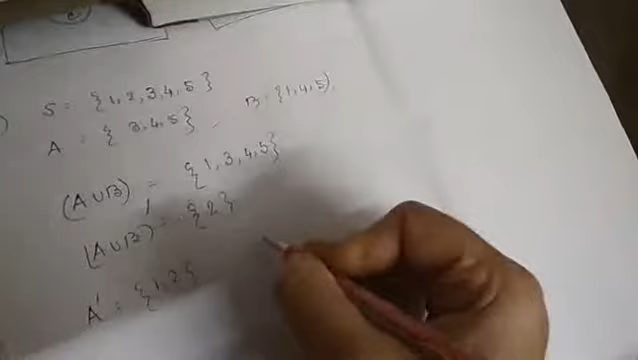 S = {1, 2, 3, 4, 5}
A = {3, 4, 5} , B = {1, 4, 5},
(A ∪ B) = {1, 3, 4, 5}
(A ∪ B)' = {2}
A' = {1, 2}